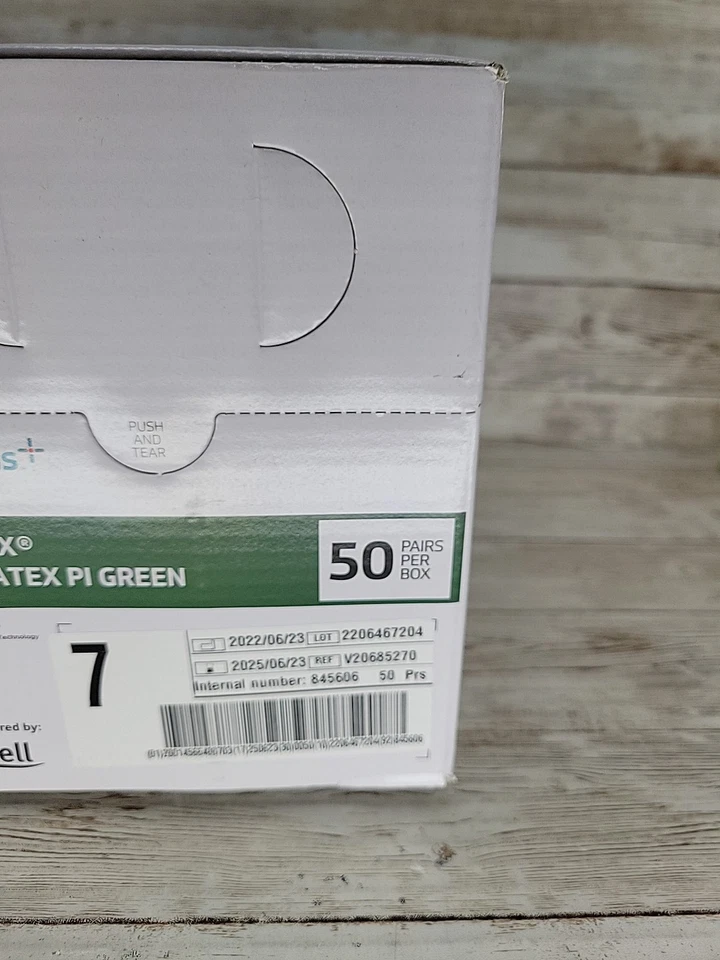 PUSH
AND
TEAR
s+
X®
ATEX PI GREEN
50 PAIRS
PER
BOX
Technology
7
2022/06/23 LOT 2206467204
2025/06/23 REF V20685270
Internal number: 845606 50 Prs
red by:
ell